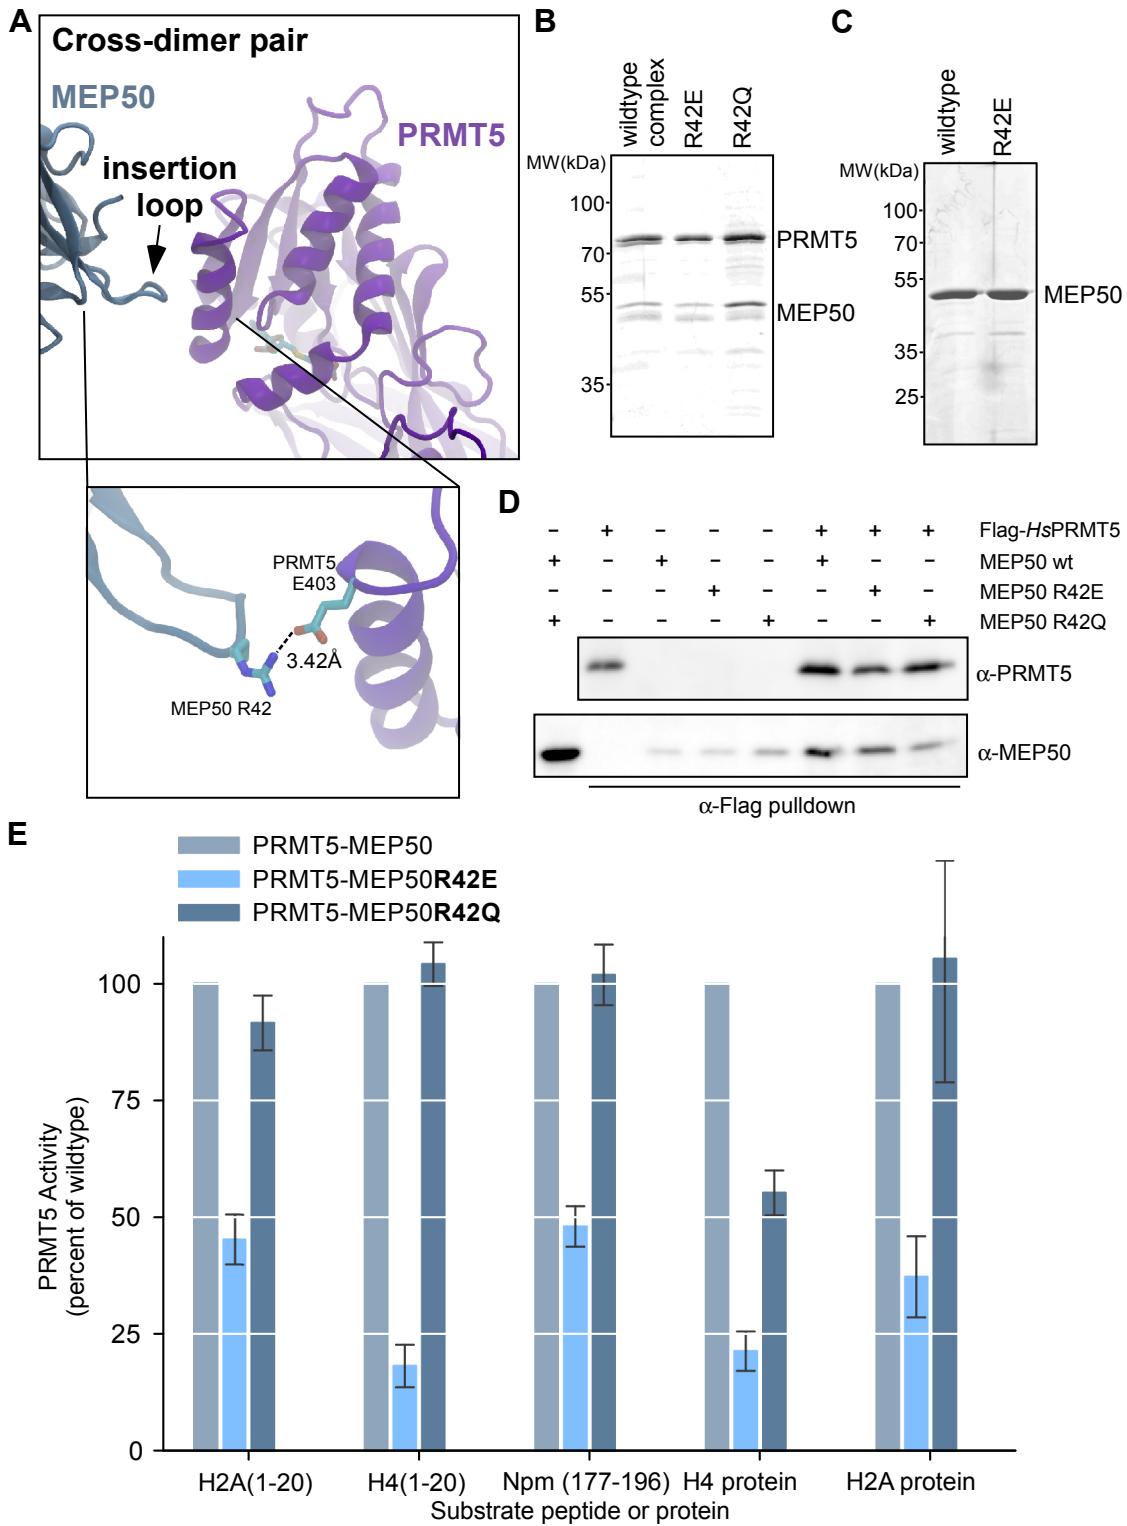 A
Cross-dimer pair
MEP50
PRMT5
insertion
loop
PRMT5
E403
3.42Å
MEP50 R42
B
wildtype
complex
R42E
R42Q
MW(kDa)
100
70
55
35
PRMT5
MEP50
C
wildtype
R42E
MW(kDa)
100
70
55
35
25
MEP50
D
– + – – – + + + Flag-HsPRMT5
+ – + – – + – – MEP50 wt
– – – + – – + – MEP50 R42E
+ – – – + – – + MEP50 R42Q
α-PRMT5
α-MEP50
α-Flag pulldown
E
PRMT5-MEP50
PRMT5-MEP50R42E
PRMT5-MEP50R42Q
PRMT5 Activity
(percent of wildtype)
100
75
50
25
0
H2A(1-20) H4(1-20) Npm (177-196) H4 protein H2A protein
Substrate peptide or protein